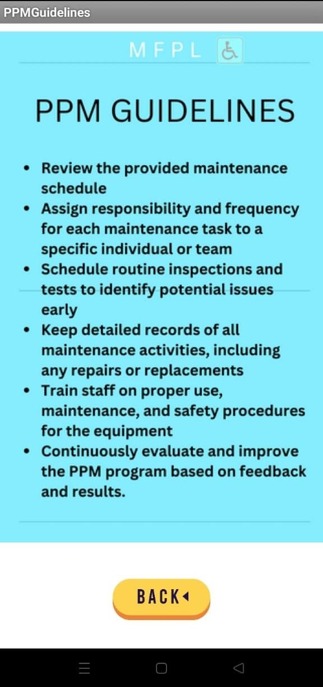 PPMGuidelines
MFPL
PPM GUIDELINES
• Review the provided maintenance
schedule
• Assign responsibility and frequency
for each maintenance task to a
specific individual or team
• Schedule routine inspections and
tests to identify potential issues
early
• Keep detailed records of all
maintenance activities, including
any repairs or replacements
• Train staff on proper use,
maintenance, and safety procedures
for the equipment
• Continuously evaluate and improve
the PPM program based on feedback
and results.
BACK